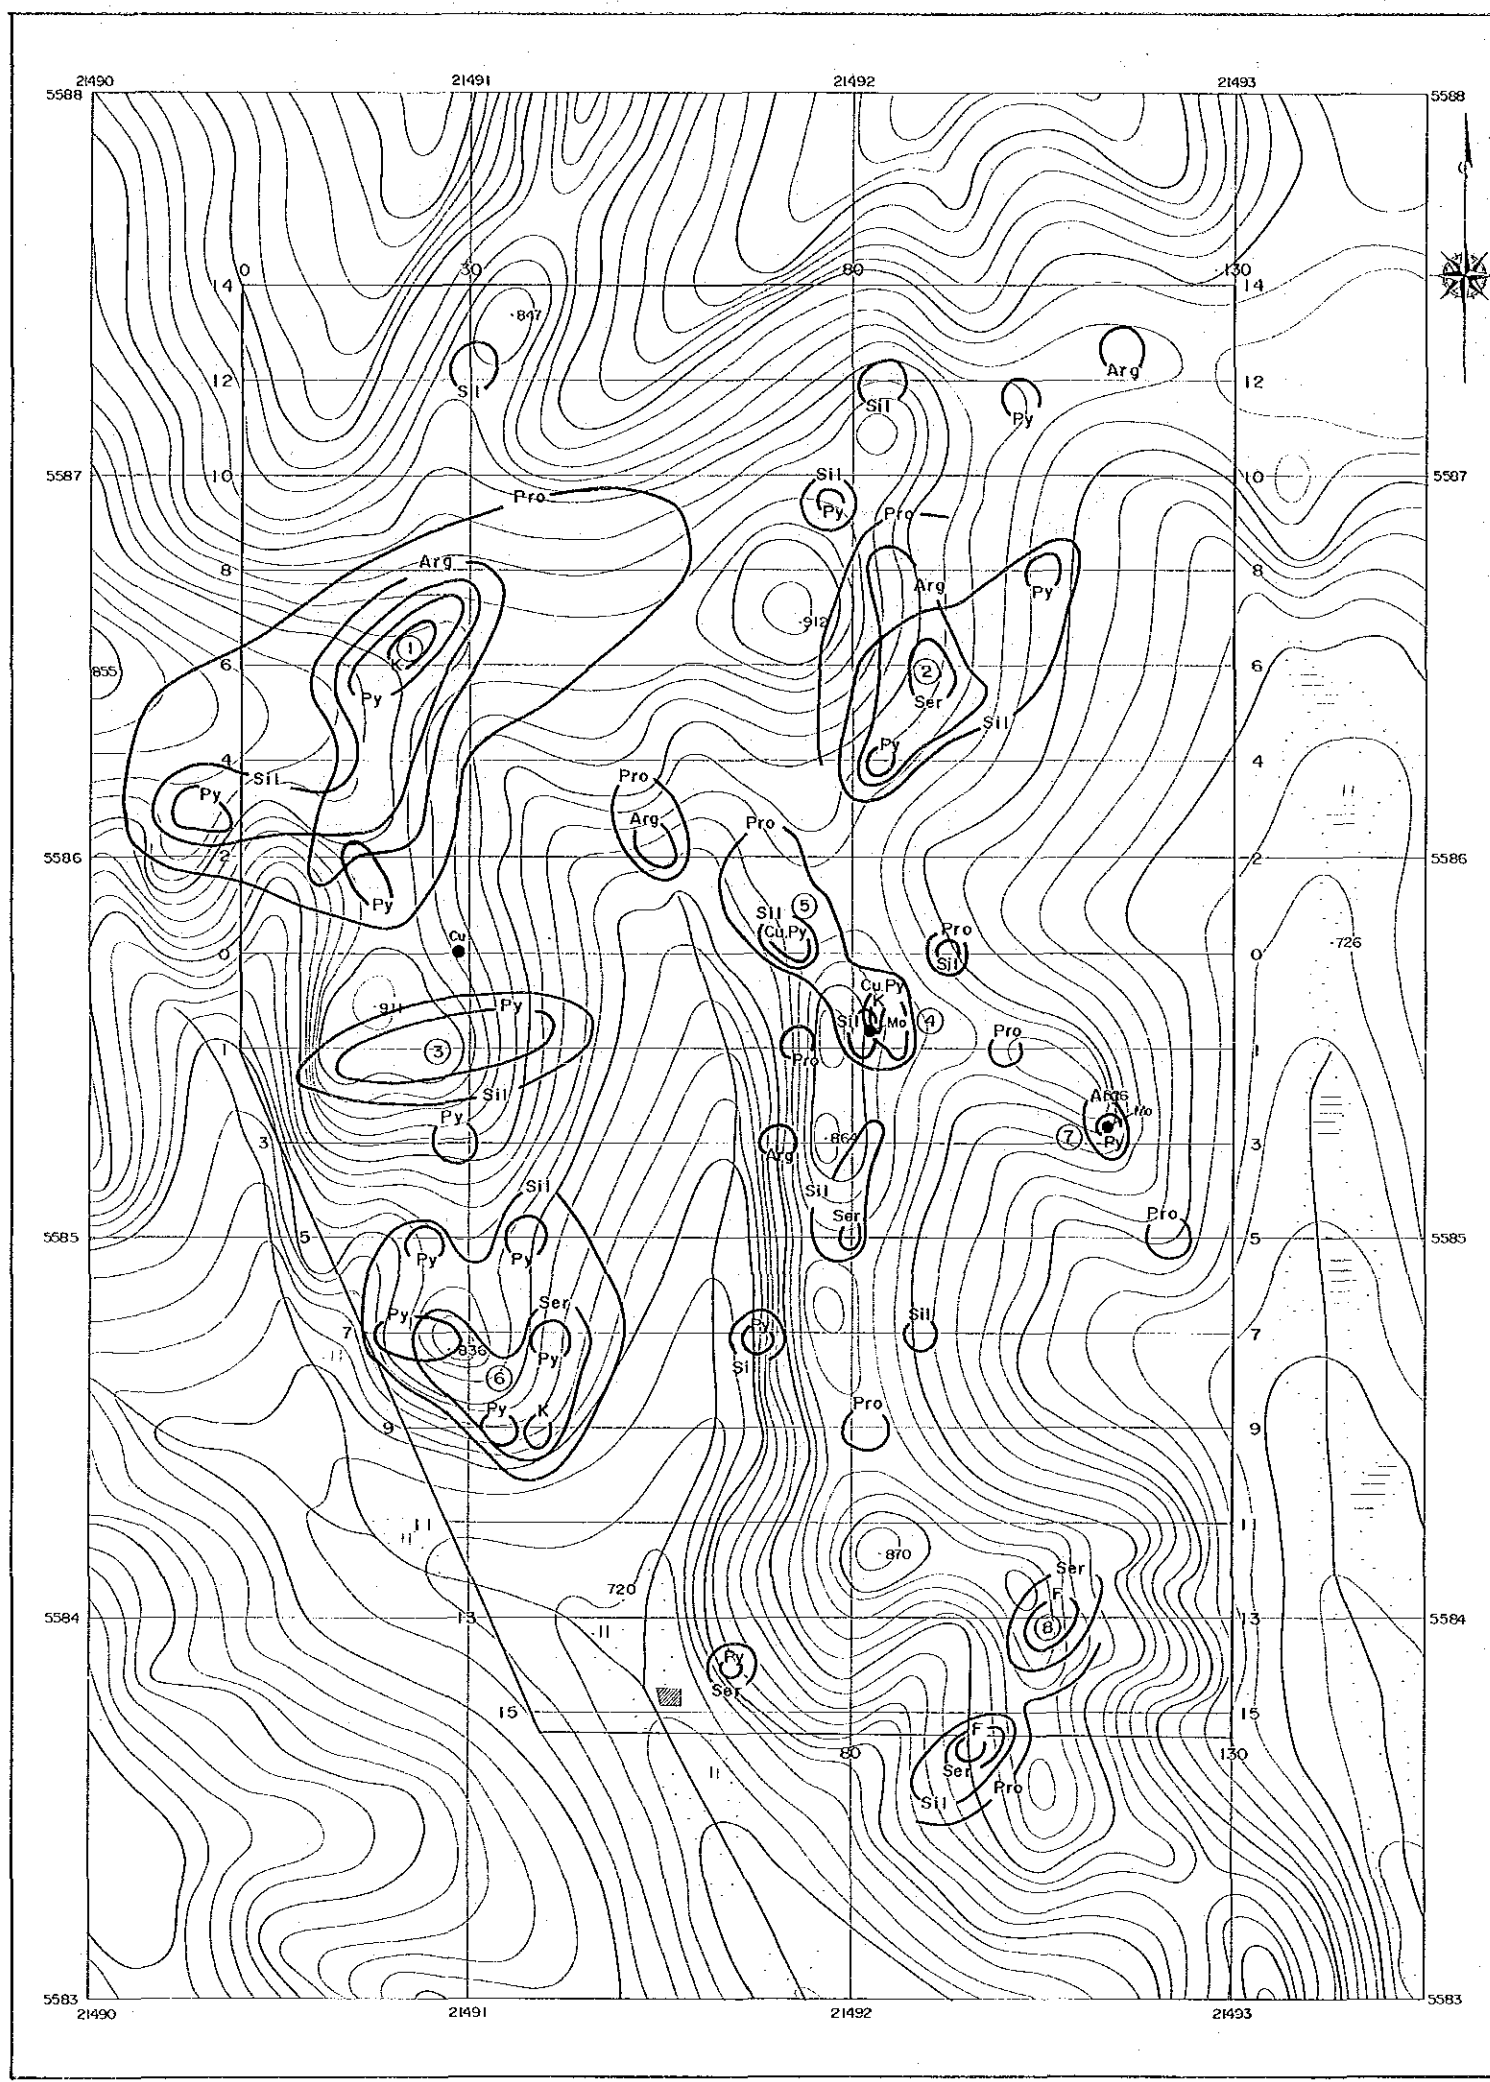 21490 21491 21492 21493
5588 5588
0 30 80 130
14 14
·847
Arg
12 12
Sil Sil Py
5587 10 Sil 10 5587
Pro Py Pro
Arg
8 8
Arg Py
·912
855 6 1 2 6
K
Py Ser
Sil
4 Py 4
Sil Pro
Py
Arg Pro
5586 2 2 5586
Py 5
Sil
Cu Cu,Py Pro
0 Sil 0 ·726
Cu,Py
·911 Py K
1 3 Sil Mo 4 Pro 1
Pro
Sil Mo
Py
3 ·864 7 3
Arg Py
Sil Sil
Ser Pro
5585 5 5 5585
Py Py
Ser
Py Sil
7 Py 7
·836 Py
6
Py K Pro
9 9
11 11
·870
Ser
720 F
5584 13 8 13 5584
Py
Ser
15 15
F
80 130
Ser
Pro
Sil
5583 5583
21490 21491 21492 21493